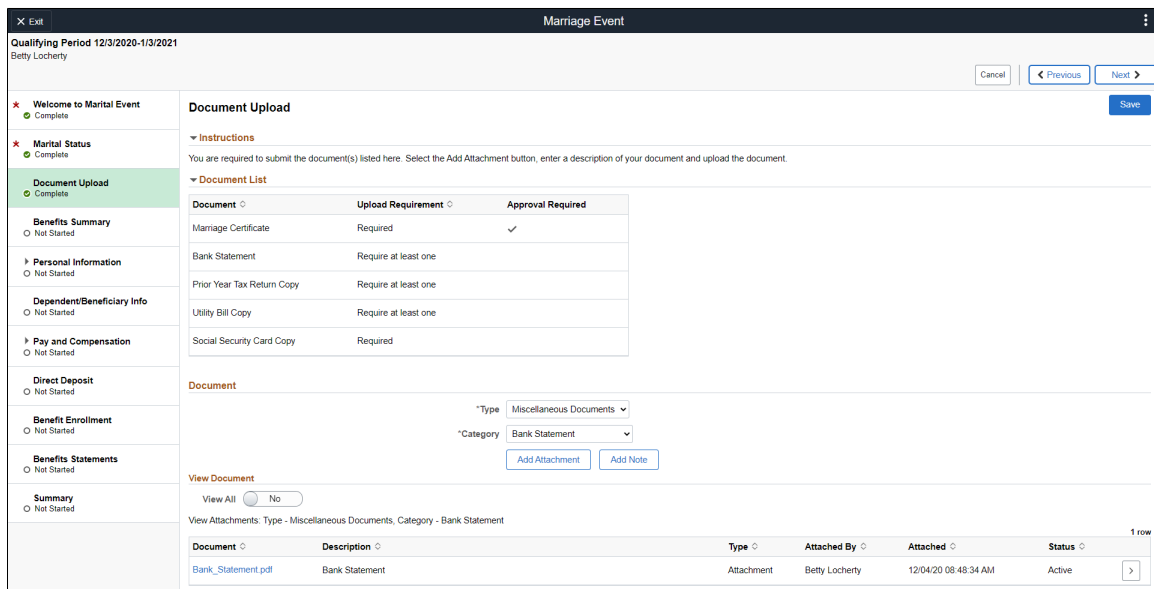 Exit
Marriage Event
Qualifying Period 12/3/2020-1/3/2021
Betty Locherty
Cancel
Previous
Next
Welcome to Marital Event
Complete
Marital Status
Complete
Document Upload
Complete
Benefits Summary
Not Started
Personal Information
Not Started
Dependent/Beneficiary Info
Not Started
Pay and Compensation
Not Started
Direct Deposit
Not Started
Benefit Enrollment
Not Started
Benefits Statements
Not Started
Summary
Not Started
Document Upload
Save
Instructions
You are required to submit the document(s) listed here. Select the Add Attachment button, enter a description of your document and upload the document.
Document List
Document Upload Requirement Approval Required
Marriage Certificate Required
Bank Statement Require at least one
Prior Year Tax Return Copy Require at least one
Utility Bill Copy Require at least one
Social Security Card Copy Required
Document
*Type Miscellaneous Documents
*Category Bank Statement
Add Attachment Add Note
View Document
View All No
View Attachments: Type - Miscellaneous Documents, Category - Bank Statement
1 row
Document Description Type Attached By Attached Status
Bank_Statement.pdf Bank Statement Attachment Betty Locherty 12/04/20 08:48:34 AM Active